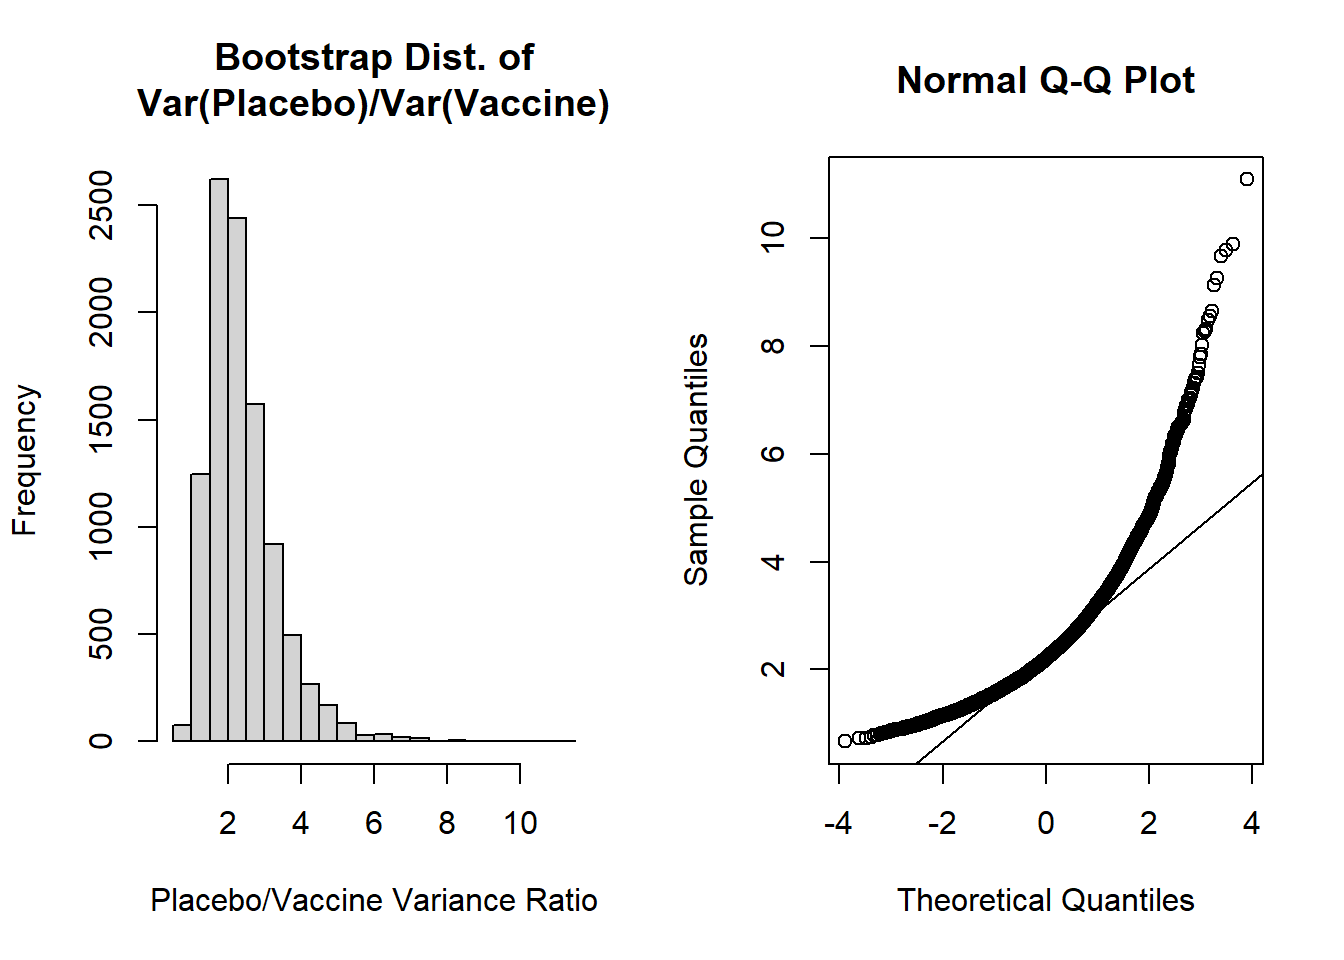 Bootstrap Dist. of
Var(Placebo)/Var(Vaccine)
Frequency
2500
2000
1500
1000
500
0
2 4 6 8 10
Placebo/Vaccine Variance Ratio
Normal Q-Q Plot
Sample Quantiles
10
8
6
4
2
-4 -2 0 2 4
Theoretical Quantiles